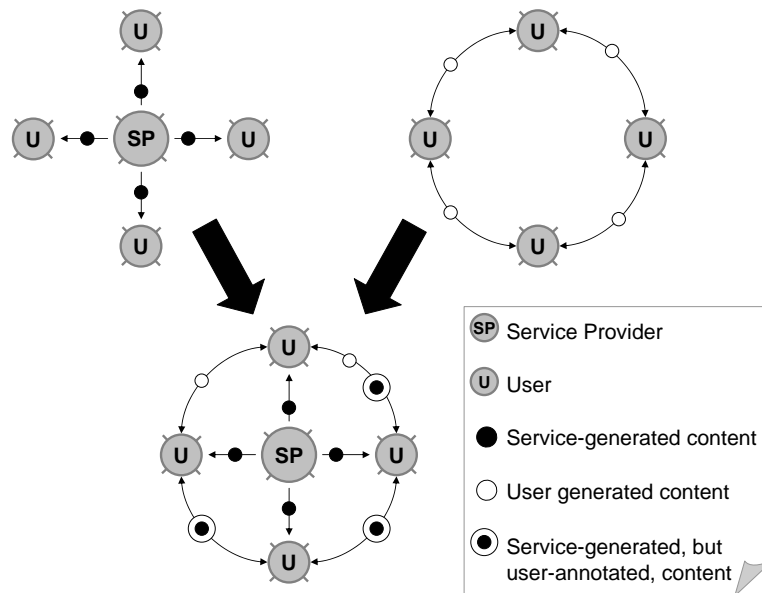 U
U
U
SP
U
U
U
U
U
U
U
SP
U
U
SP Service Provider
U User
Service-generated content
User generated content
Service-generated, but
user-annotated, content